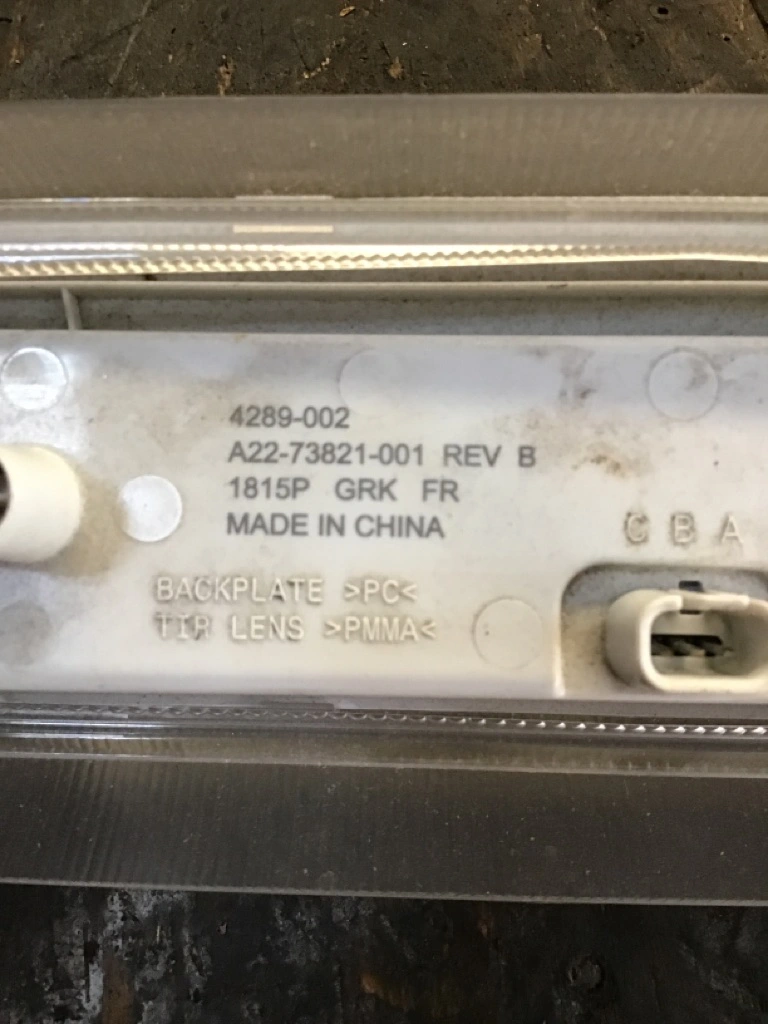 4289-002
A22-73821-001 REV B
1815P GRK FR
MADE IN CHINA
C B A
BACKPLATE >PC<
TIR LENS >PMMA<